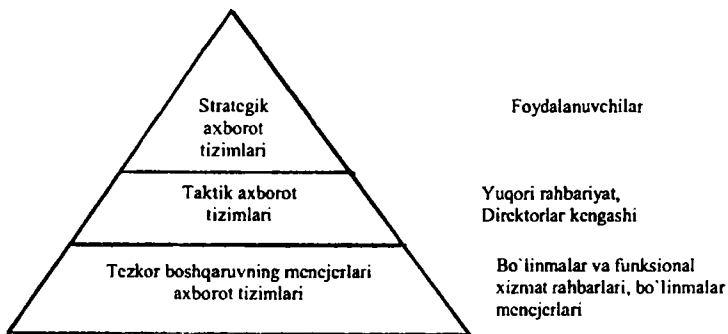 Strategik
axborot
tizimlari
Foydalanuvchilar
Taktik axborot
tizimlari
Yuqori rahbariyat,
Direktorlar kengashi
Tezkor boshqaruvning menejerlari
axborot tizimlari
Bo`linmalar va funksional
xizmat rahbarlari, bo`linmalar
menejerlari